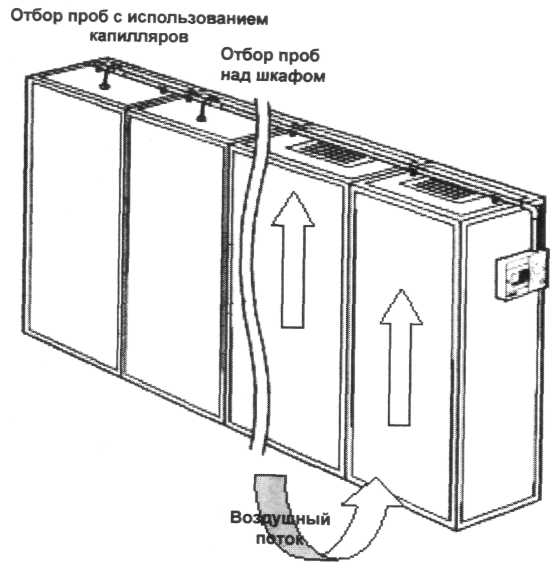 Отбор проб с использованием
капилляров
Отбор проб
над шкафом
Воздушный
поток